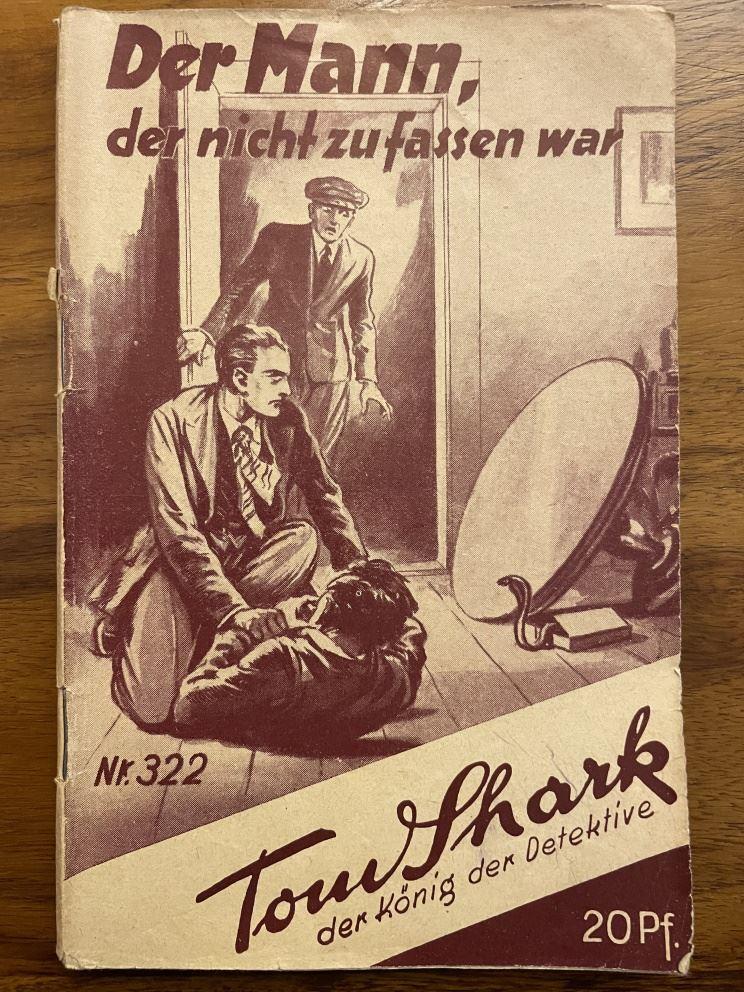 Der Mann,
der nicht zu fassen war
Nr. 322
Tom Shark
der König der Detektive
20 Pf.